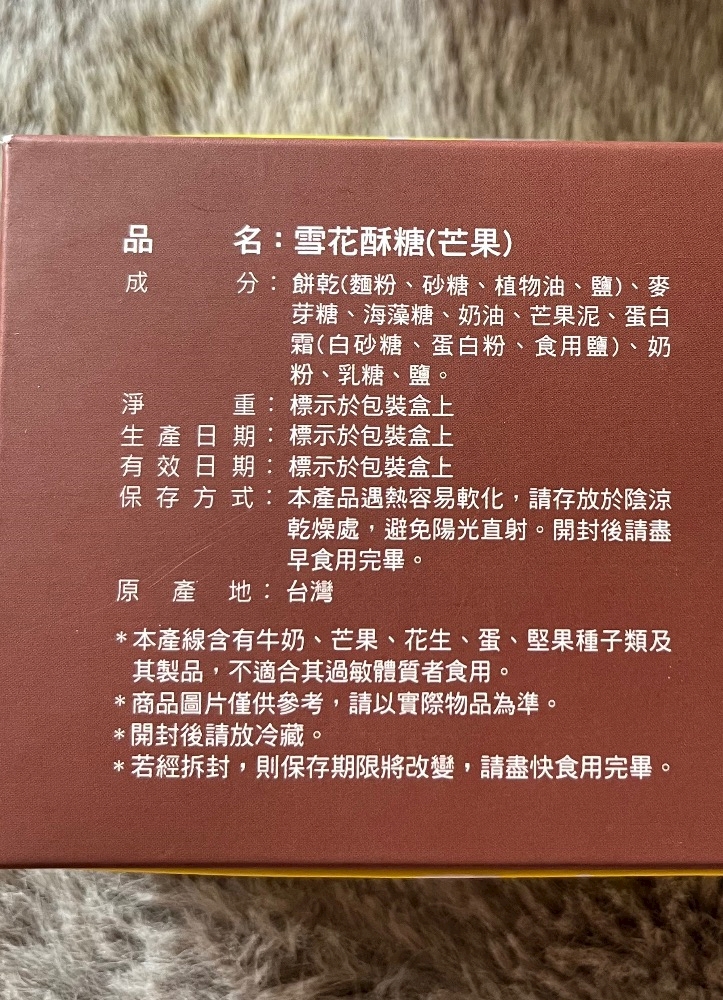 品名：雪花酥糖(芒果)
成分：餅乾(麵粉、砂糖、植物油、鹽)、麥
芽糖、海藻糖、奶油、芒果泥、蛋白
霜(白砂糖、蛋白粉、食用鹽)、奶
粉、乳糖、鹽。
淨重：標示於包裝盒上
生產日期：標示於包裝盒上
有效日期：標示於包裝盒上
保存方式：本產品遇熱容易軟化，請存放於陰涼
乾燥處，避免陽光直射。開封後請盡
早食用完畢。
原產地：台灣
*本產線含有牛奶、芒果、花生、蛋、堅果種子類及
其製品，不適合其過敏體質者食用。
*商品圖片僅供參考，請以實際物品為準。
*開封後請放冷藏。
*若經拆封，則保存期限將改變，請盡快食用完畢。